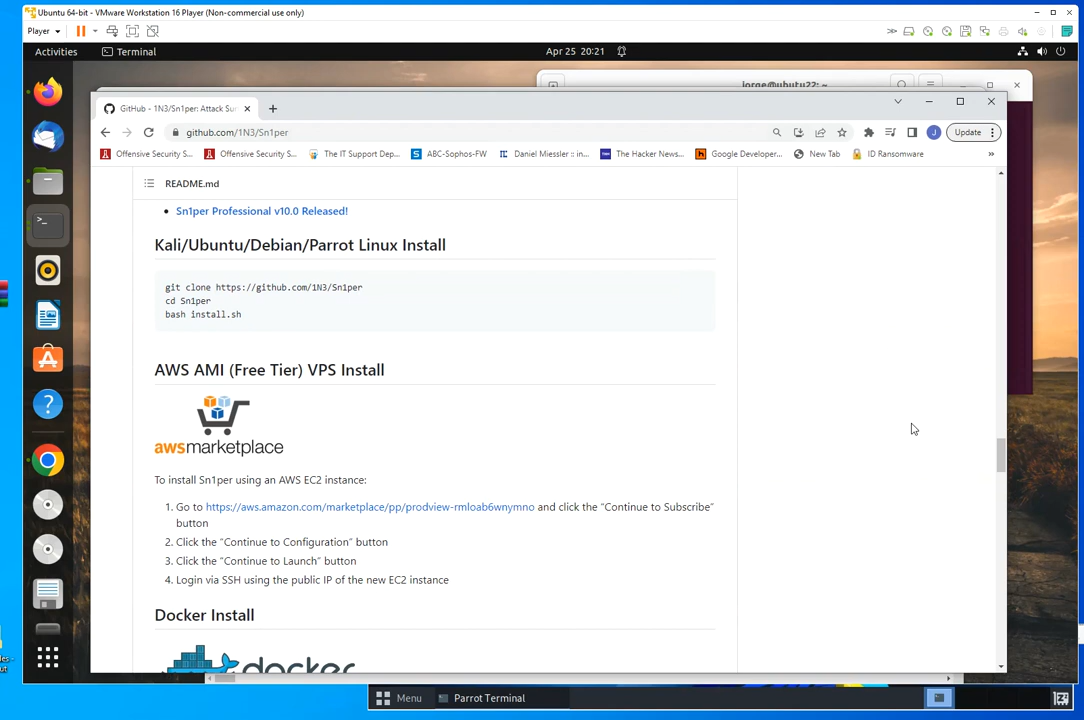 Ubuntu 64-bit - VMware Workstation 16 Player (Non-commercial use only)
Player
Activities
Terminal
Apr 25 20:21
jorge@ubutu22: ~
GitHub - 1N3/Sn1per: Attack Sur
github.com/1N3/Sn1per
J
Update
Offensive Security S...
Offensive Security S...
The IT Support Dep...
ABC-Sophos-FW
Daniel Miessler :: in...
The Hacker News...
Google Developer...
New Tab
ID Ransomware
»
README.md
Sn1per Professional v10.0 Released!
Kali/Ubuntu/Debian/Parrot Linux Install
git clone https://github.com/1N3/Sn1per
cd Sn1per
bash install.sh
AWS AMI (Free Tier) VPS Install
awsmarketplace
To install Sn1per using an AWS EC2 instance:
1. Go to https://aws.amazon.com/marketplace/pp/prodview-rmloab6wnymno and click the “Continue to Subscribe”
button
2. Click the “Continue to Configuration” button
3. Click the “Continue to Launch” button
4. Login via SSH using the public IP of the new EC2 instance
Docker Install
docker
Menu
Parrot Terminal